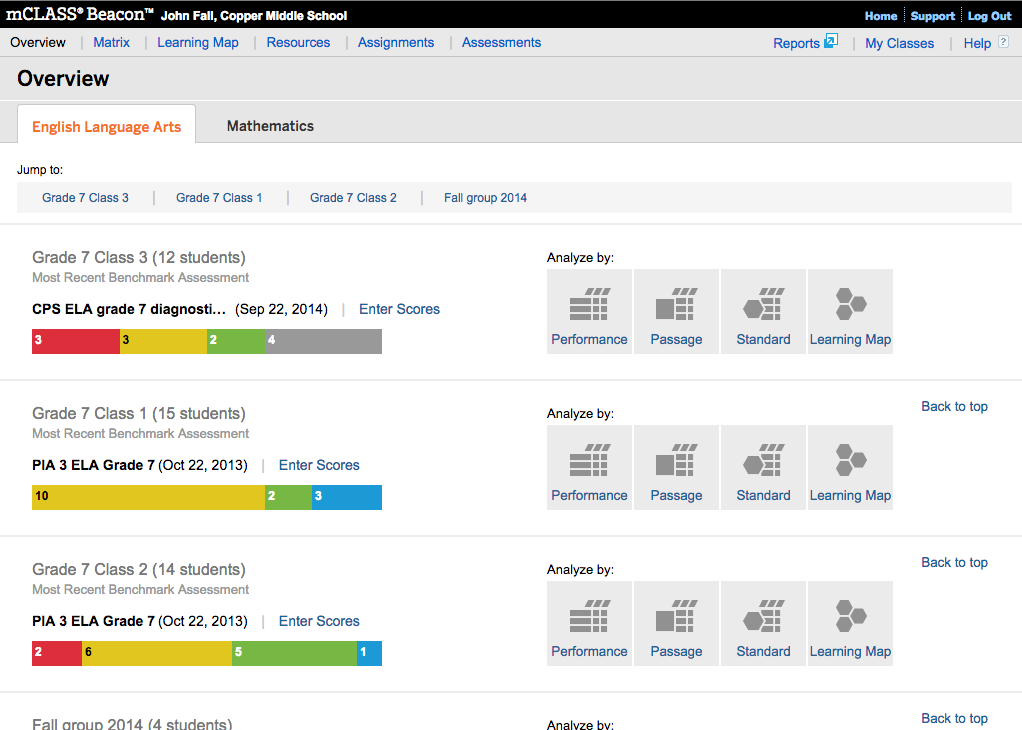 mCLASS® Beacon™ John Fall, Copper Middle School Home Support Log Out
Overview Matrix Learning Map Resources Assignments Assessments Reports My Classes Help ?
Overview
English Language Arts Mathematics
Jump to:
Grade 7 Class 3 Grade 7 Class 1 Grade 7 Class 2 Fall group 2014
Grade 7 Class 3 (12 students) Analyze by:
Most Recent Benchmark Assessment
CPS ELA grade 7 diagnosti... (Sep 22, 2014) Enter Scores
3 3 2 4
Performance Passage Standard Learning Map
Back to top
Grade 7 Class 1 (15 students) Analyze by:
Most Recent Benchmark Assessment
PIA 3 ELA Grade 7 (Oct 22, 2013) Enter Scores
10 2 3
Performance Passage Standard Learning Map
Back to top
Grade 7 Class 2 (14 students) Analyze by:
Most Recent Benchmark Assessment
PIA 3 ELA Grade 7 (Oct 22, 2013) Enter Scores
2 6 5 1
Performance Passage Standard Learning Map
Back to top
Fall group 2014 (4 students) Analyze by: